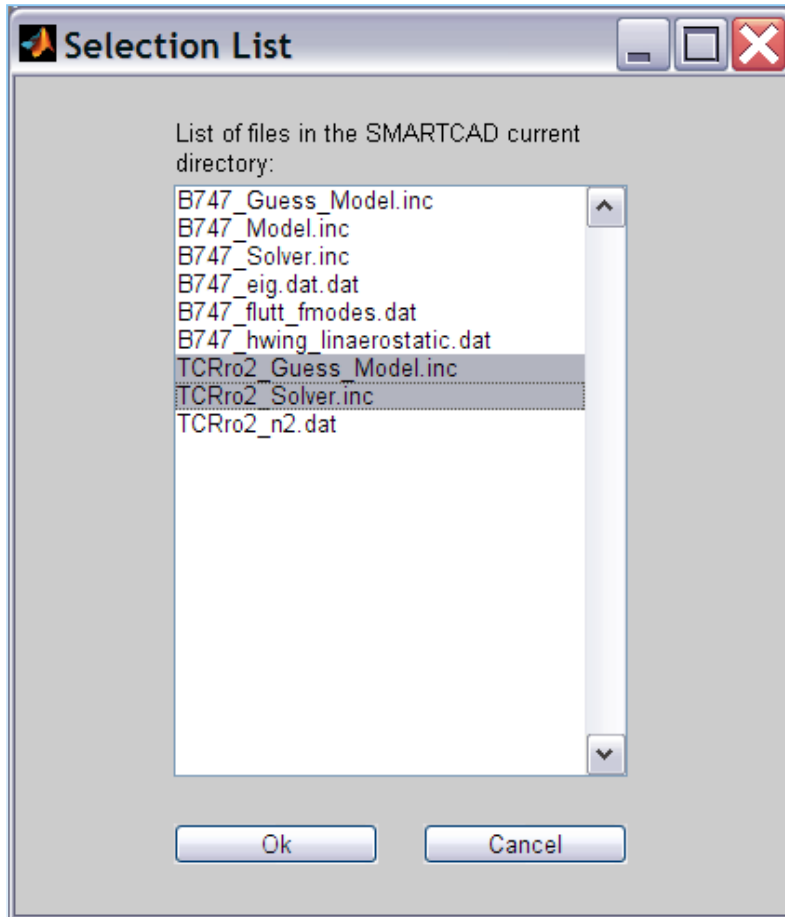 Selection List
List of files in the SMARTCAD current
directory:
B747_Guess_Model.inc
B747_Model.inc
B747_Solver.inc
B747_eig.dat.dat
B747_flutt_fmodes.dat
B747_hwing_linaerostatic.dat
TCRro2_Guess_Model.inc
TCRro2_Solver.inc
TCRro2_n2.dat
Ok Cancel